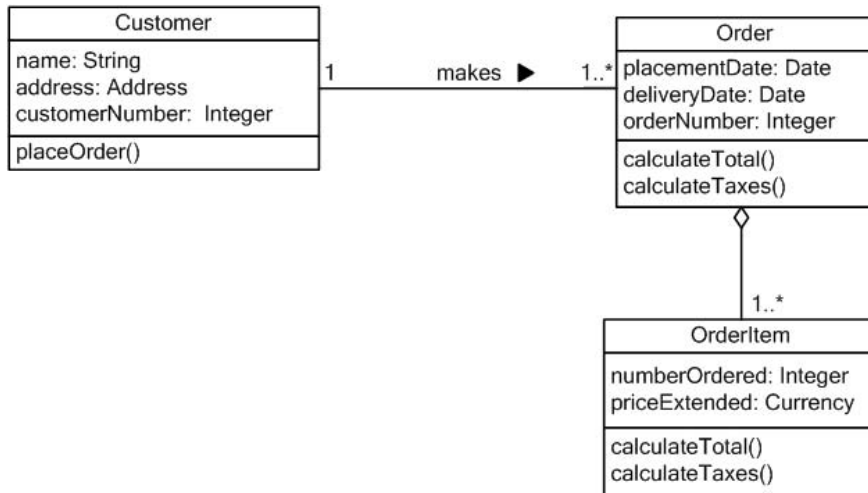 Customer
name: String
address: Address
customerNumber: Integer
placeOrder()
1
makes
1..*
Order
placementDate: Date
deliveryDate: Date
orderNumber: Integer
calculateTotal()
calculateTaxes()
1..*
OrderItem
numberOrdered: Integer
priceExtended: Currency
calculateTotal()
calculateTaxes()